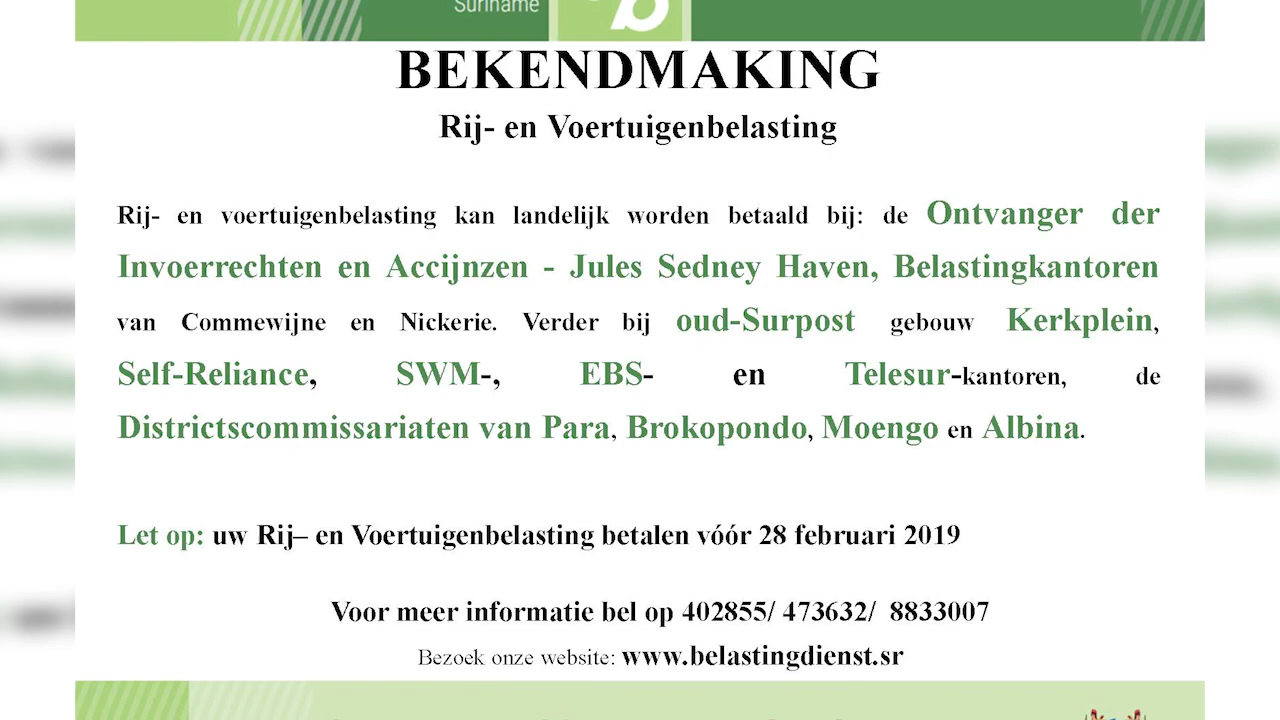 Suriname
BEKENDMAKING
Rij- en Voertuigenbelasting
Rij- en voertuigenbelasting kan landelijk worden betaald bij: de Ontvanger der
Invoerrechten en Accijnzen - Jules Sedney Haven, Belastingkantoren
van Commewijne en Nickerie. Verder bij oud-Surpost gebouw Kerkplein,
Self-Reliance, SWM-, EBS- en Telesur-kantoren, de
Districtscommissariaten van Para, Brokopondo, Moengo en Albina.
Let op: uw Rij– en Voertuigenbelasting betalen vóór 28 februari 2019
Voor meer informatie bel op 402855/ 473632/ 8833007
Bezoek onze website: www.belastingdienst.sr